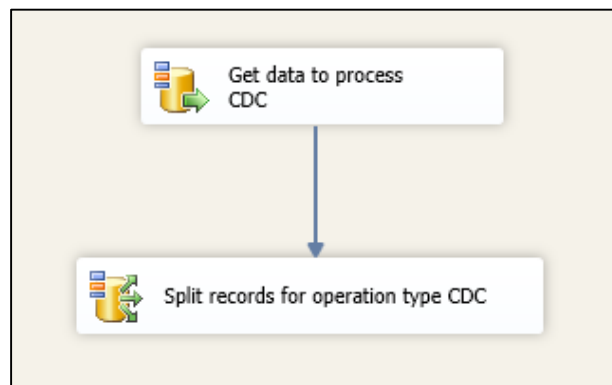 Get data to process
CDC
Split records for operation type CDC